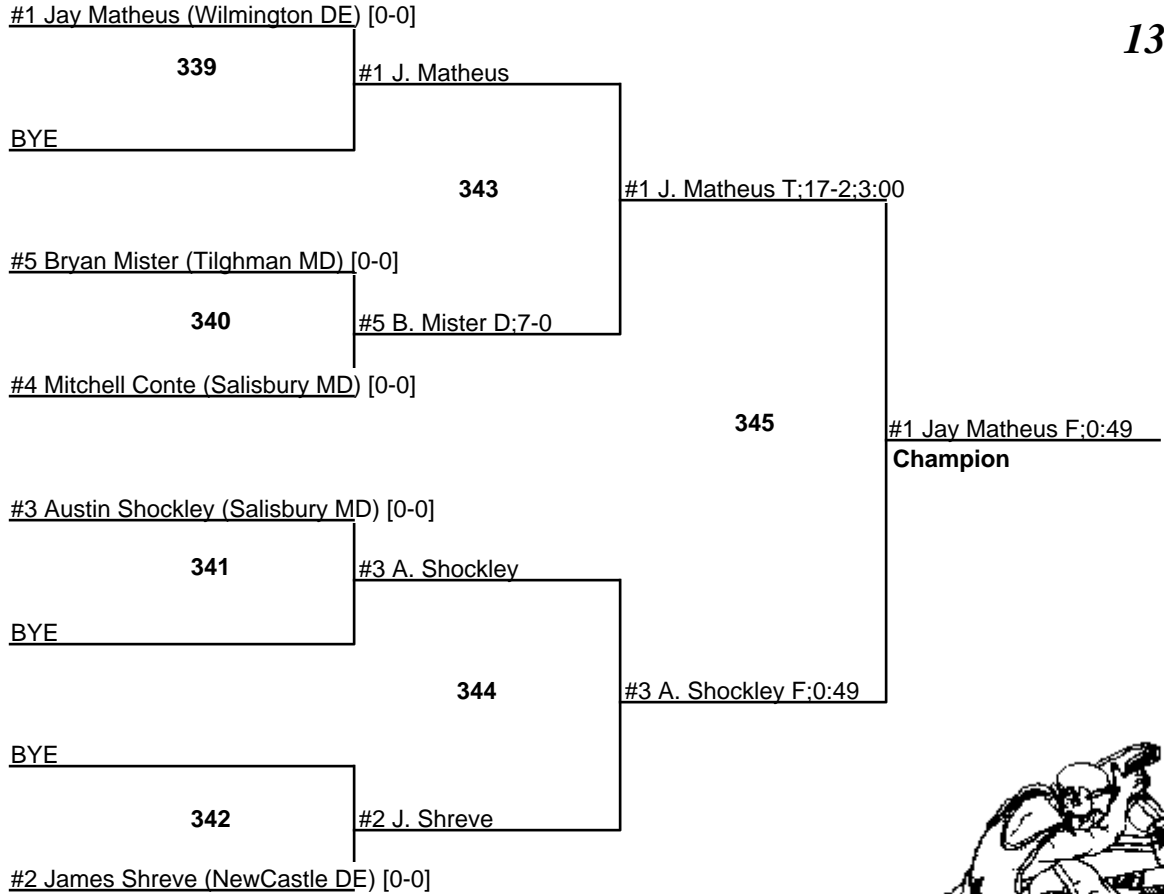 #1 Jay Matheus (Wilmington DE) [0-0]
13
339
#1 J. Matheus
BYE
343
#1 J. Matheus T;17-2;3:00
#5 Bryan Mister (Tilghman MD) [0-0]
340
#5 B. Mister D;7-0
#4 Mitchell Conte (Salisbury MD) [0-0]
345
#1 Jay Matheus F;0:49
Champion
#3 Austin Shockley (Salisbury MD) [0-0]
341
#3 A. Shockley
BYE
344
#3 A. Shockley F;0:49
BYE
342
#2 J. Shreve
#2 James Shreve (NewCastle DE) [0-0]